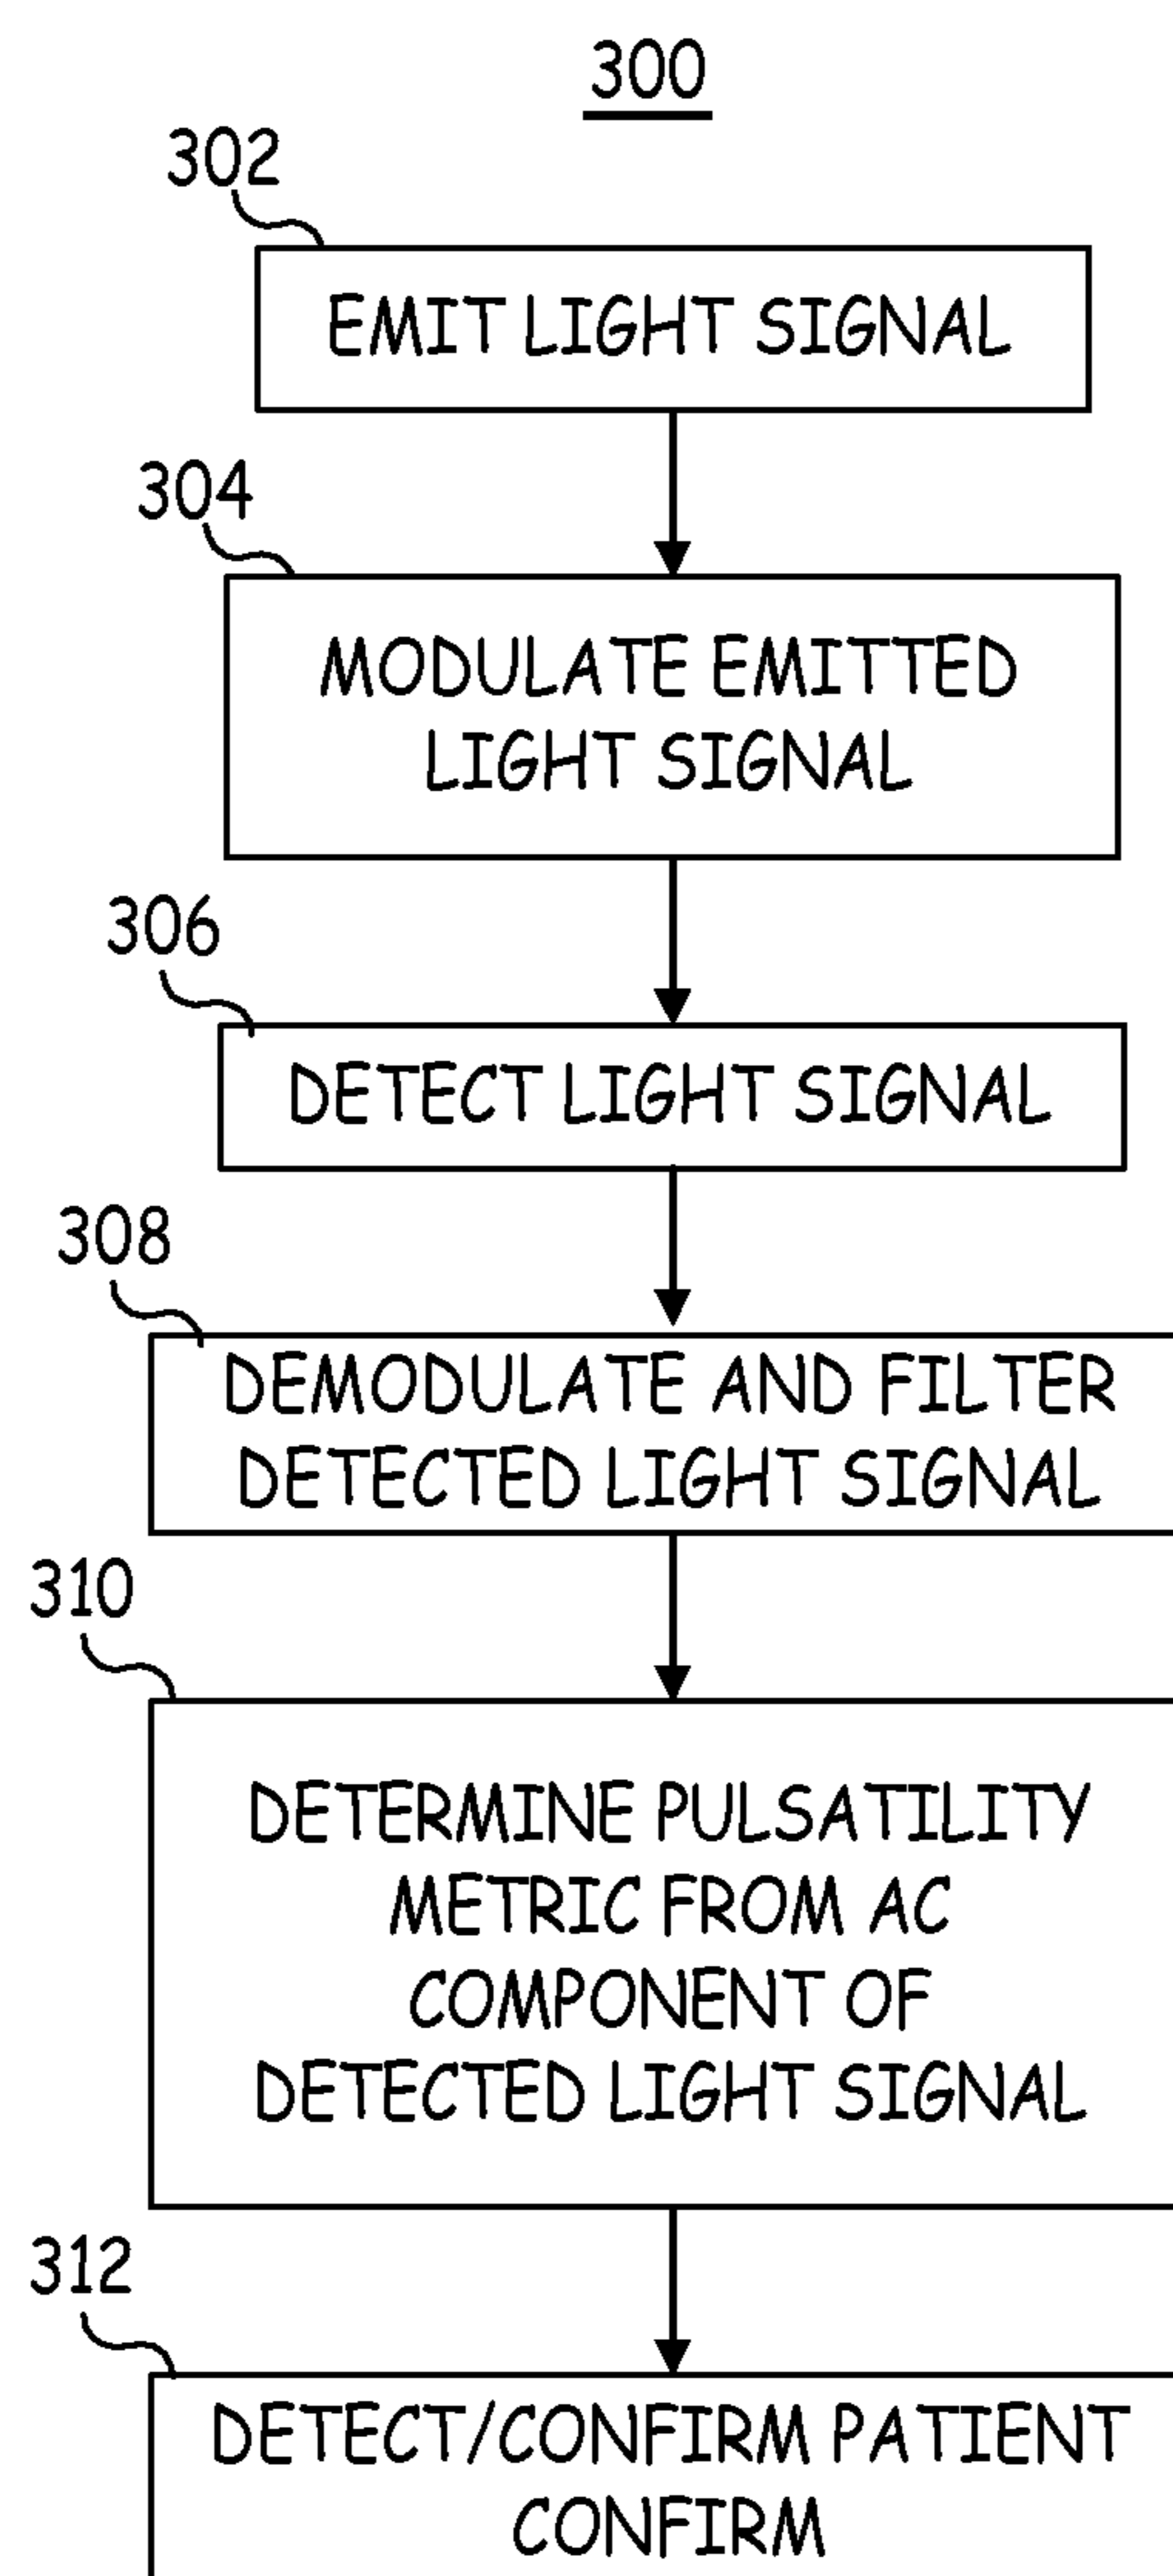 300
302
EMIT LIGHT SIGNAL
304
MODULATE EMITTED
LIGHT SIGNAL
306
DETECT LIGHT SIGNAL
308
DEMODULATE AND FILTER
DETECTED LIGHT SIGNAL
310
DETERMINE PULSATILITY
METRIC FROM AC
COMPONENT OF
DETECTED LIGHT SIGNAL
312
DETECT/CONFIRM PATIENT
CONFIRM